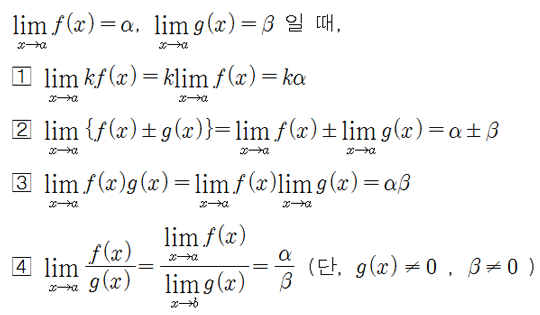 lim_{x→a} f(x) = α, lim_{x→a} g(x) = β 일 때,
1 lim_{x→a} kf(x) = k lim_{x→a} f(x) = kα
2 lim_{x→a} {f(x) ± g(x)} = lim_{x→a} f(x) ± lim_{x→a} g(x) = α ± β
3 lim_{x→a} f(x)g(x) = lim_{x→a} f(x) lim_{x→a} g(x) = αβ
4 lim_{x→a} f(x)/g(x) = lim_{x→a} f(x) / lim_{x→b} g(x) = α/β (단, g(x) ≠ 0 , β ≠ 0 )